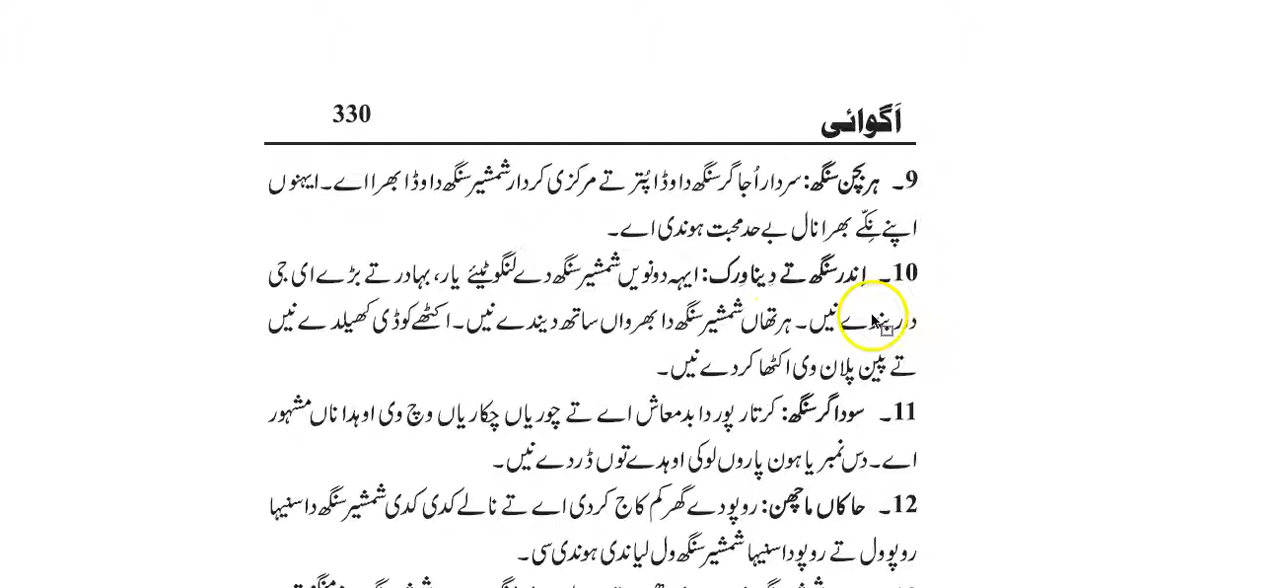 اَگوائی 330
9۔ ہربچن سنگھ: سردار اُجاگر سنگھ دا وڈا پُتر تے مرکزی کردار شمشیر سنگھ دا وڈا بھرا اے۔ ایہنوں
اپنے نِکّے بھرا نال بے حد محبت ہوندی اے۔
10۔ اِندر سنگھ تے دِینا وِرک: ایہہ دونویں شمشیر سنگھ دے لنگوٹیئے یار، بہادر تے بڑے ای جی
دار بندے نیں۔ ہر تھاں شمشیر سنگھ دا بھرواں ساتھ دیندے نیں۔ اکٹھے کوڈی کھیلدے نیں
تے پین پلان وی اکٹھا کردے نیں۔
11۔ سوداگر سنگھ: کرتار پور دا بدمعاش اے تے چوریاں چکاریاں وچ وی اوہدا ناں مشہور
اے۔ دس نمبریا ہون پاروں لوکی اوہدے توں ڈردے نیں۔
12۔ حاکاں ماچھن: روپو دے گھر کم کاج کردی اے تے نالے کدی کدی شمشیر سنگھ دا سنیہا
روپو ول تے روپو دا سنیہا شمشیر سنگھ ول لیاندی ہوندی سی۔